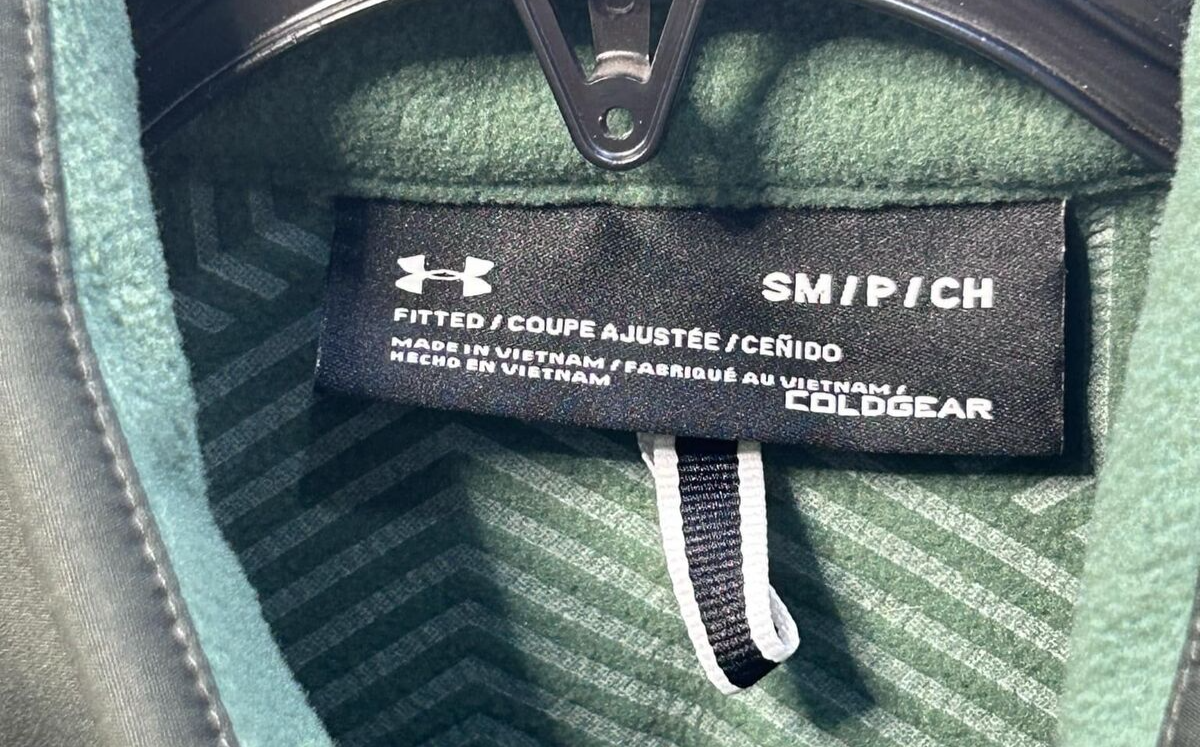 SM/P/CH
FITTED / COUPE AJUSTÉE / CEÑIDO
MADE IN VIETNAM / FABRIQUÉ AU VIETNAM /
HECHO EN VIETNAM
COLDGEAR